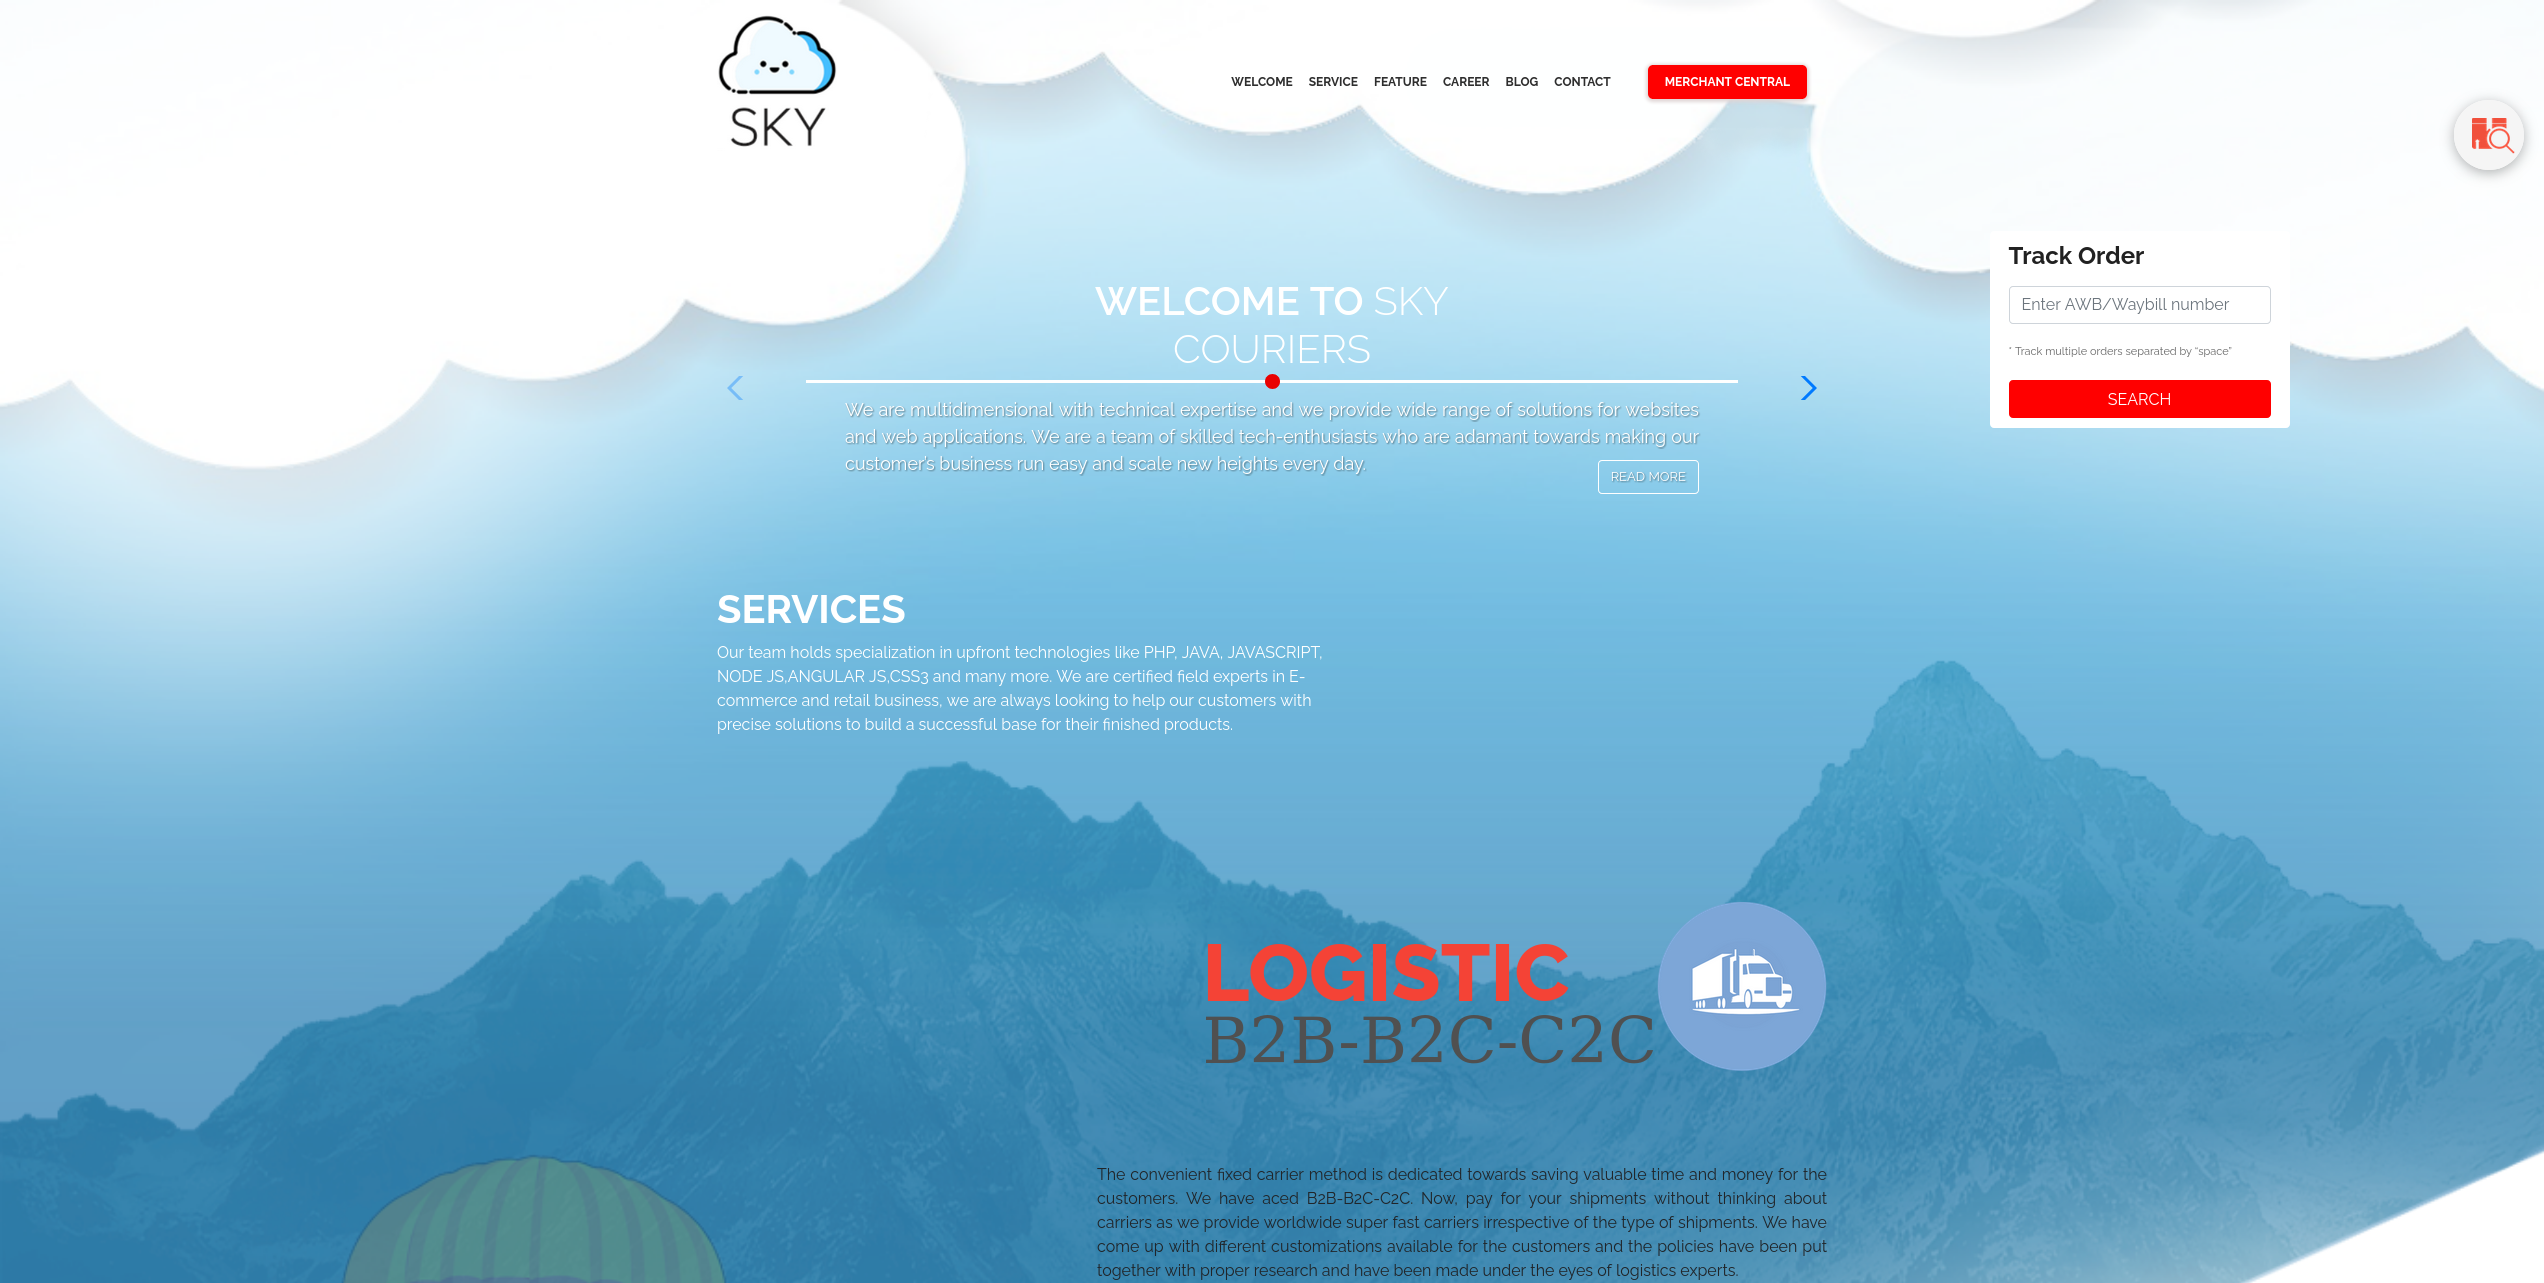 SKY
WELCOME SERVICE FEATURE CAREER BLOG CONTACT MERCHANT CENTRAL
Track Order
Enter AWB/Waybill number
* Track multiple orders separated by "space"
SEARCH
WELCOME TO SKY
COURIERS
We are multidimensional with technical expertise and we provide wide range of solutions for websites
and web applications. We are a team of skilled tech-enthusiasts who are adamant towards making our
customer's business run easy and scale new heights every day.
READ MORE
SERVICES
Our team holds specialization in upfront technologies like PHP, JAVA, JAVASCRIPT,
NODE JS,ANGULAR JS,CSS3 and many more. We are certified field experts in E-
commerce and retail business, we are always looking to help our customers with
precise solutions to build a successful base for their finished products.
LOGISTIC
B2B-B2C-C2C
The convenient fixed carrier method is dedicated towards saving valuable time and money for the
customers. We have aced B2B-B2C-C2C. Now, pay for your shipments without thinking about
carriers as we provide worldwide super fast carriers irrespective of the type of shipments. We have
come up with different customizations available for the customers and the policies have been put
together with proper research and have been made under the eyes of logistics experts.